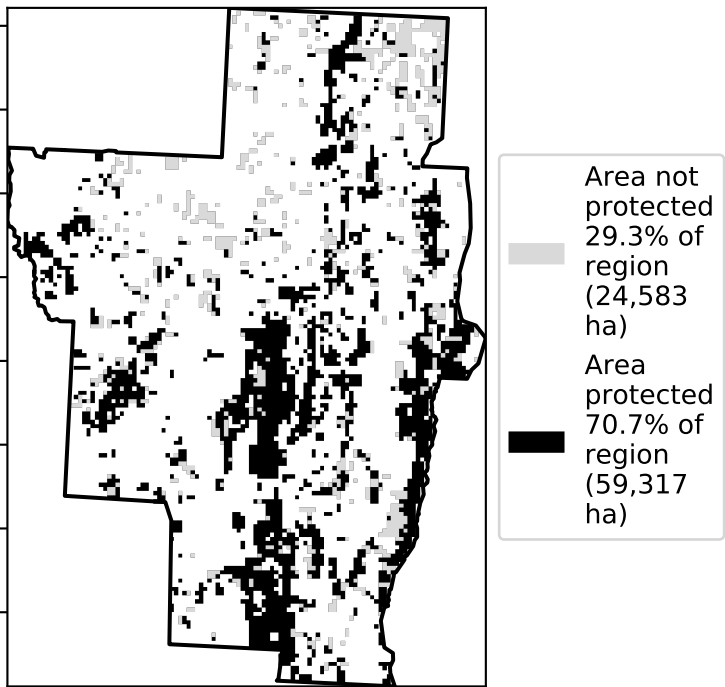 Area not
protected
29.3% of
region
(24,583
ha)
Area
protected
70.7% of
region
(59,317
ha)